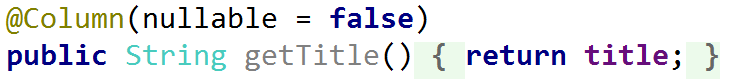 @Column(nullable = false)
public String getTitle() { return title; }